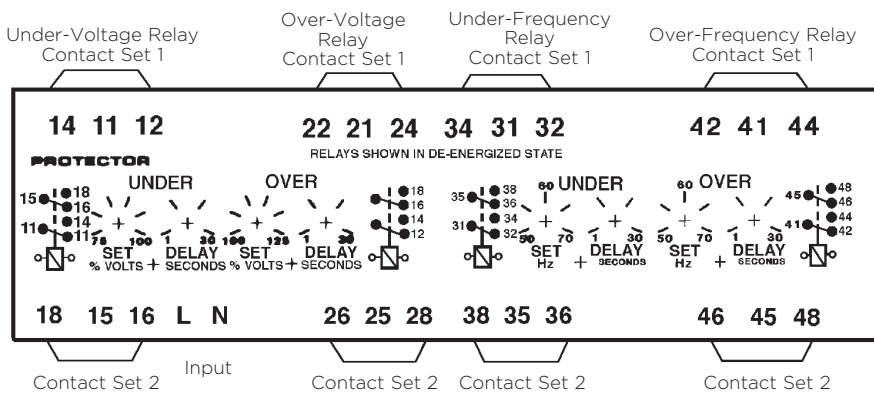 Under-Voltage Relay
Contact Set 1
Over-Voltage
Relay
Contact Set 1
Under-Frequency
Relay
Contact Set 1
Over-Frequency Relay
Contact Set 1
14 11 12
22 21 24
34 31 32
42 41 44
RELAYS SHOWN IN DE-ENERGIZED STATE
PROTECTOR
15 18
16
11 14
11
UNDER
75 100
SET
% VOLTS
+
1 30
DELAY
SECONDS
OVER
100 125
SET
% VOLTS
+
1 30
DELAY
SECONDS
18
16
14
12
35 38
36
31 34
32
UNDER
60
50 70
SET
Hz
+
1 30
DELAY
SECONDS
OVER
60
50 70
SET
Hz
+
1 30
DELAY
SECONDS
45 48
46
41 44
42
18 15 16 L N
26 25 28
38 35 36
46 45 48
Contact Set 2
Input
Contact Set 2
Contact Set 2
Contact Set 2